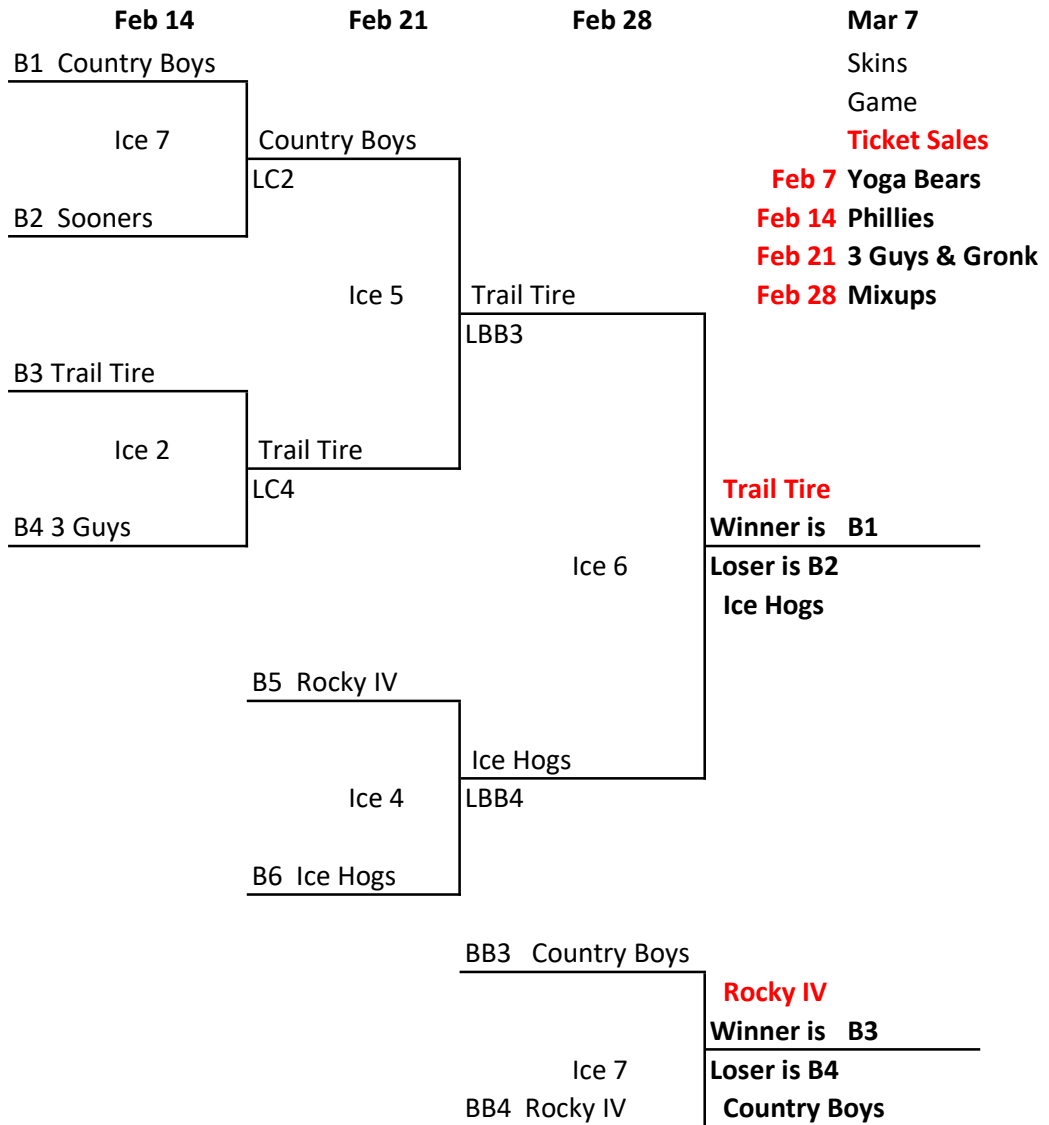 Feb 14 Feb 21 Feb 28 Mar 7
B1 Country Boys Skins
Game
Ice 7 Country Boys Ticket Sales
LC2 Feb 7 Yoga Bears
B2 Sooners Feb 14 Phillies
Feb 21 3 Guys & Gronk
Ice 5 Trail Tire Feb 28 Mixups
LBB3
B3 Trail Tire
Ice 2 Trail Tire
LC4 Trail Tire
B4 3 Guys Winner is B1
Ice 6 Loser is B2
Ice Hogs
B5 Rocky IV
Ice Hogs
Ice 4 LBB4
B6 Ice Hogs
BB3 Country Boys
Rocky IV
Winner is B3
Ice 7 Loser is B4
BB4 Rocky IV Country Boys